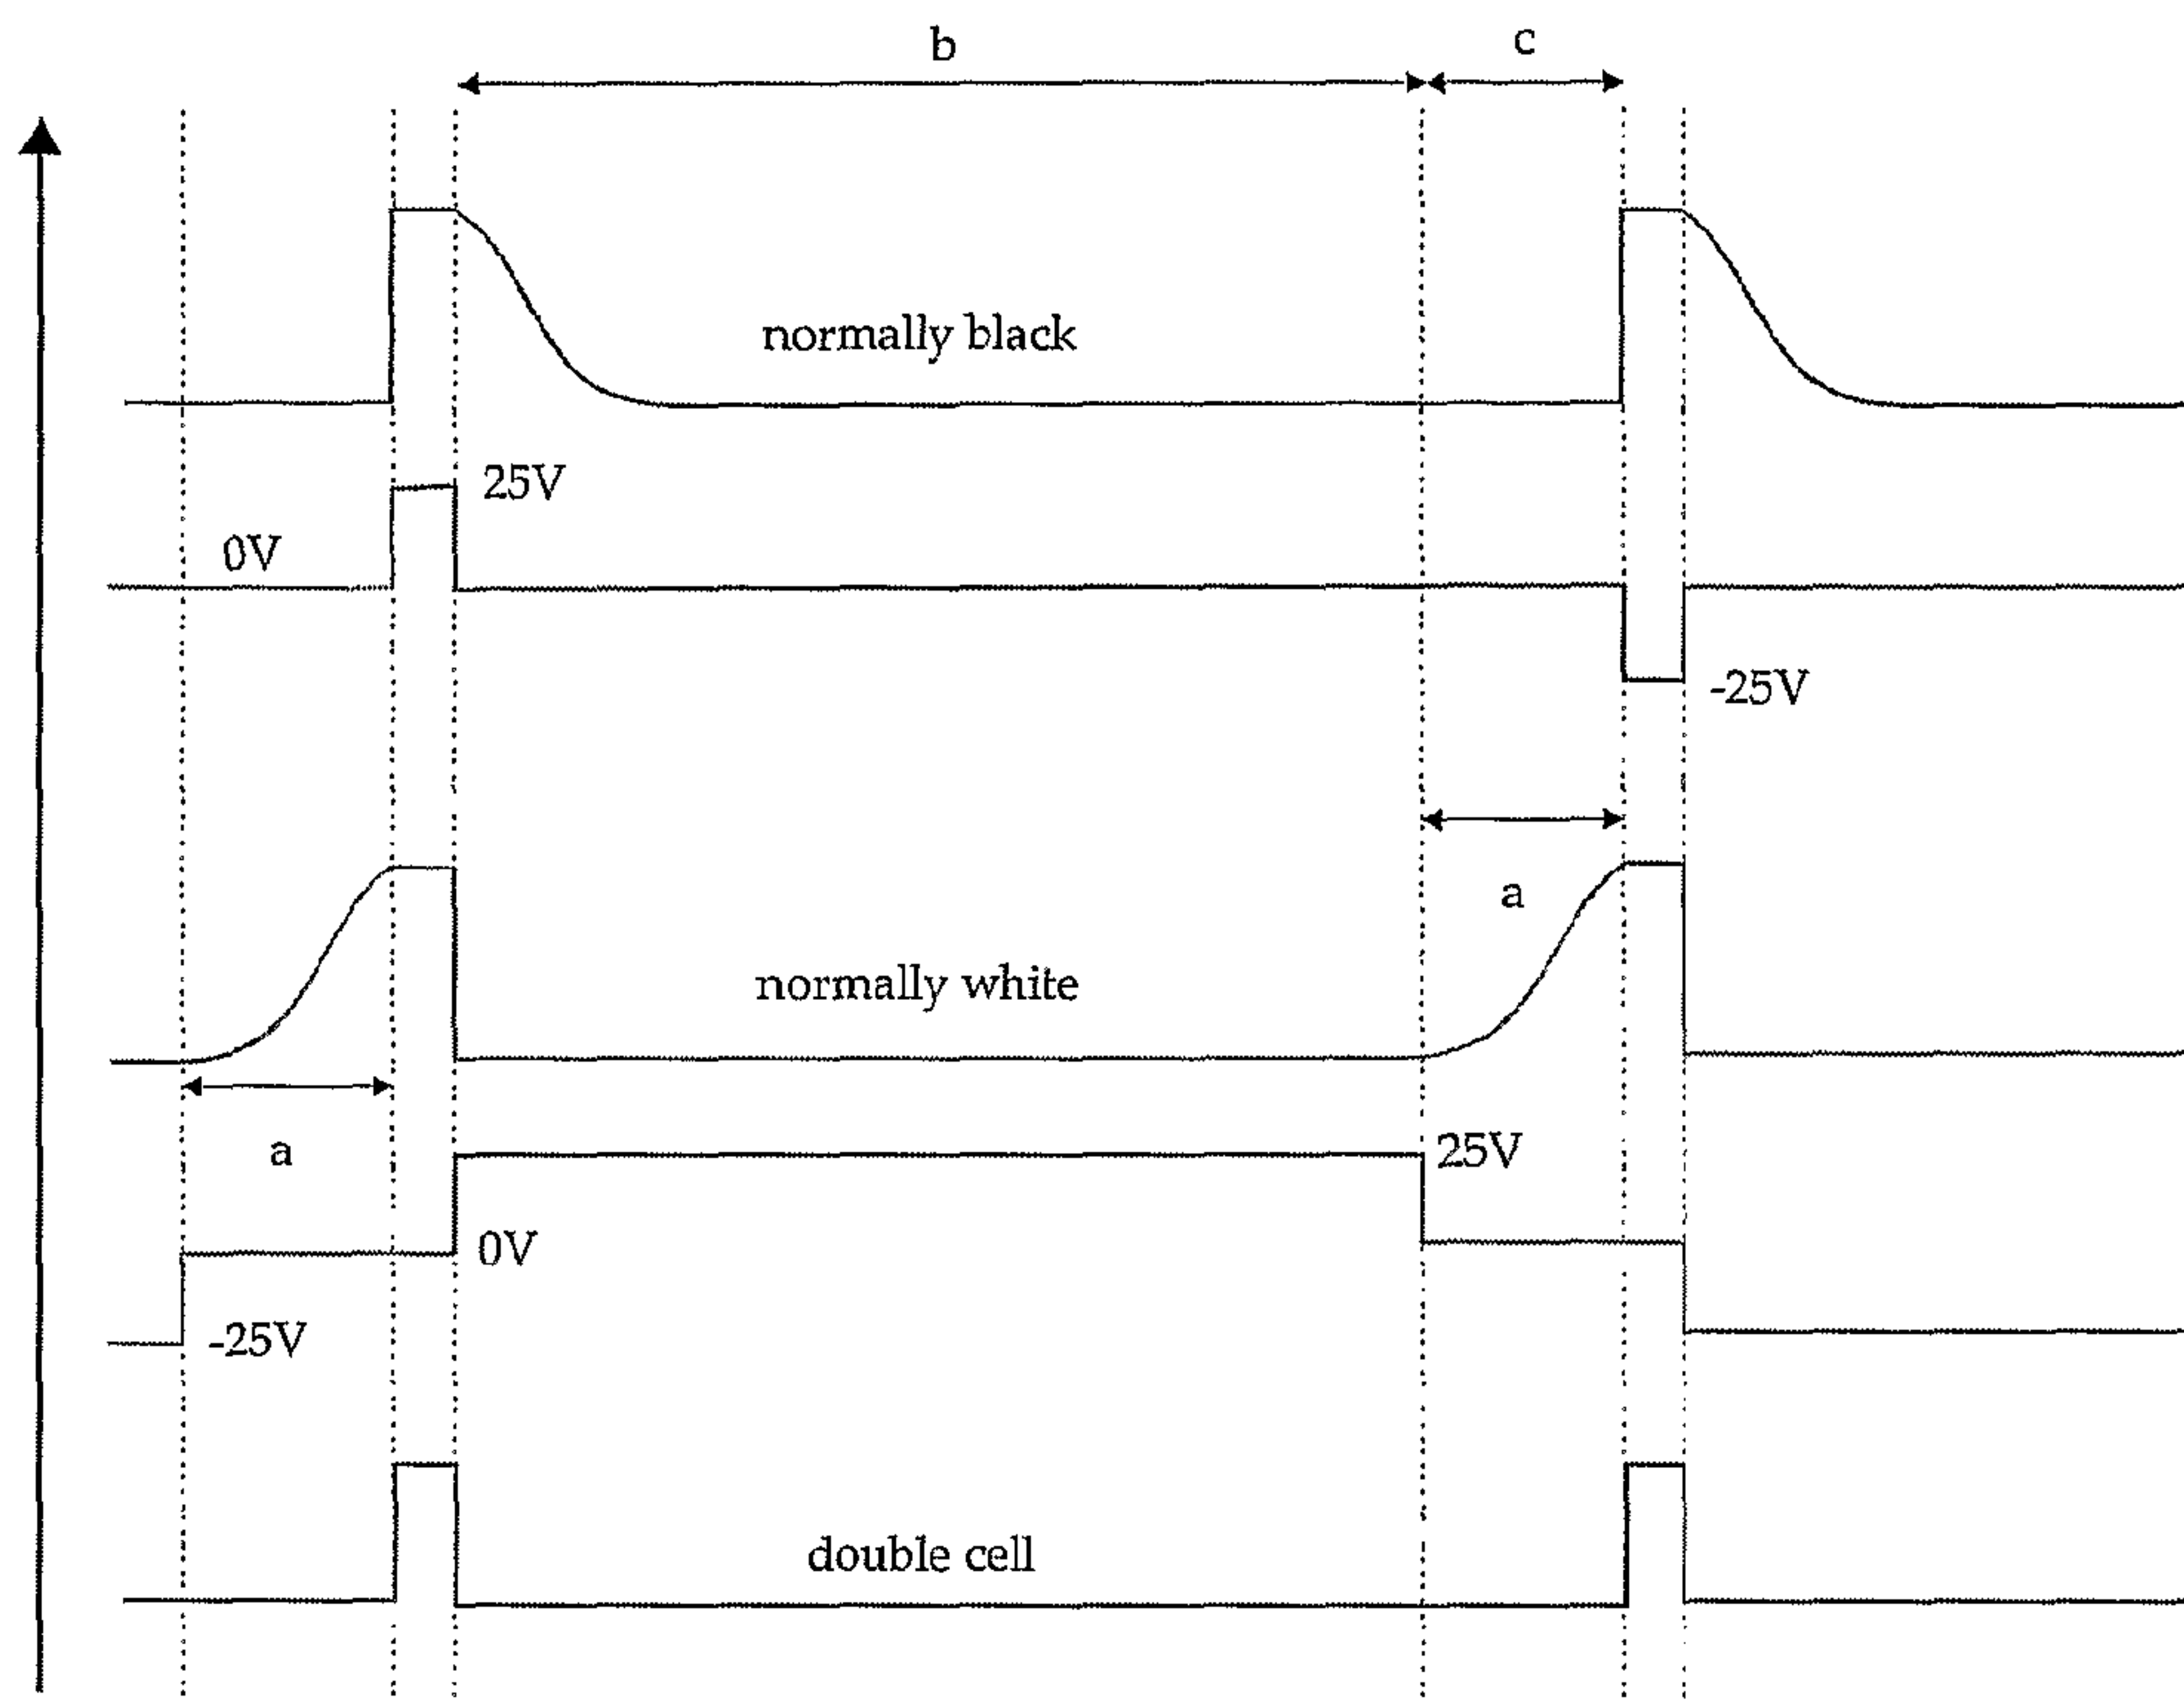 b
c
normally black
25V
0V
-25V
a
normally white
a
25V
0V
-25V
double cell